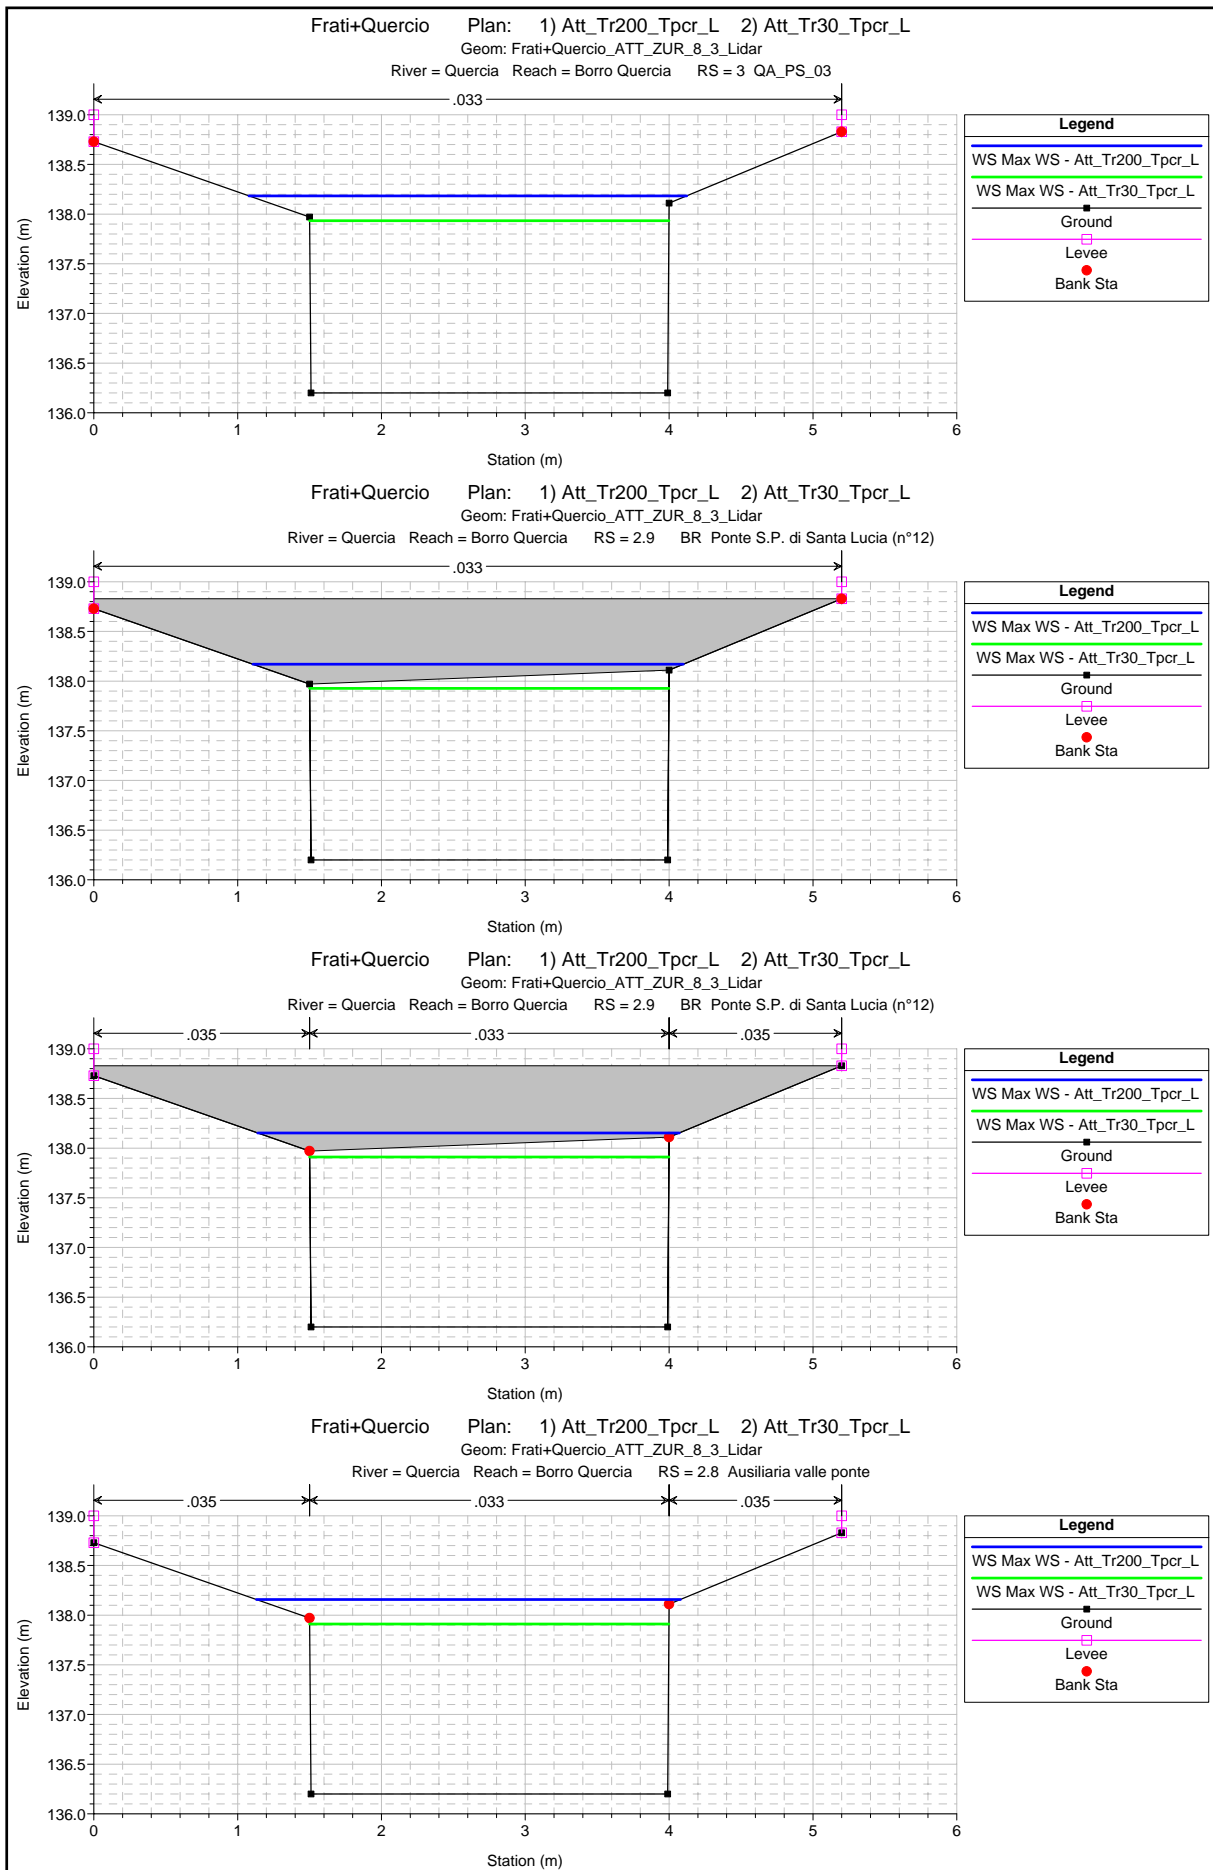 Frati+Quercio Plan: 1) Att_Tr200_Tpcr_L 2) Att_Tr30_Tpcr_L
Geom: Frati+Quercio_ATT_ZUR_8_3_Lidar
River = Quercia Reach = Borro Quercia RS = 3 QA_PS_03
.033
139.0
138.5
138.0
137.5
137.0
136.5
136.0
Elevation (m)
0 1 2 3 4 5 6
Station (m)
Legend
WS Max WS - Att_Tr200_Tpcr_L
WS Max WS - Att_Tr30_Tpcr_L
Ground
Levee
Bank Sta
Frati+Quercio Plan: 1) Att_Tr200_Tpcr_L 2) Att_Tr30_Tpcr_L
Geom: Frati+Quercio_ATT_ZUR_8_3_Lidar
River = Quercia Reach = Borro Quercia RS = 2.9 BR Ponte S.P. di Santa Lucia (n°12)
.033
139.0
138.5
138.0
137.5
137.0
136.5
136.0
Elevation (m)
0 1 2 3 4 5 6
Station (m)
Legend
WS Max WS - Att_Tr200_Tpcr_L
WS Max WS - Att_Tr30_Tpcr_L
Ground
Levee
Bank Sta
Frati+Quercio Plan: 1) Att_Tr200_Tpcr_L 2) Att_Tr30_Tpcr_L
Geom: Frati+Quercio_ATT_ZUR_8_3_Lidar
River = Quercia Reach = Borro Quercia RS = 2.9 BR Ponte S.P. di Santa Lucia (n°12)
.035 .033 .035
139.0
138.5
138.0
137.5
137.0
136.5
136.0
Elevation (m)
0 1 2 3 4 5 6
Station (m)
Legend
WS Max WS - Att_Tr200_Tpcr_L
WS Max WS - Att_Tr30_Tpcr_L
Ground
Levee
Bank Sta
Frati+Quercio Plan: 1) Att_Tr200_Tpcr_L 2) Att_Tr30_Tpcr_L
Geom: Frati+Quercio_ATT_ZUR_8_3_Lidar
River = Quercia Reach = Borro Quercia RS = 2.8 Ausiliaria valle ponte
.035 .033 .035
139.0
138.5
138.0
137.5
137.0
136.5
136.0
Elevation (m)
0 1 2 3 4 5 6
Station (m)
Legend
WS Max WS - Att_Tr200_Tpcr_L
WS Max WS - Att_Tr30_Tpcr_L
Ground
Levee
Bank Sta